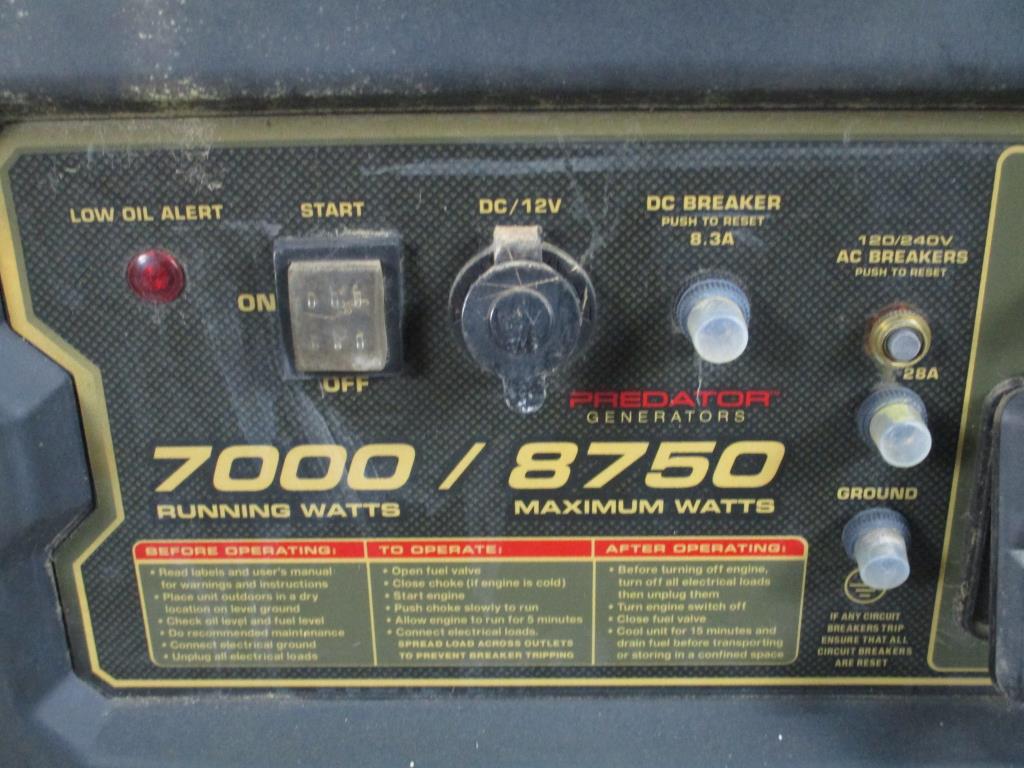 LOW OIL ALERT
START
ON
OFF
DC/12V
DC BREAKER
PUSH TO RESET
8.3A
120/240V
AC BREAKERS
PUSH TO RESET
28A
PREDATOR
GENERATORS
7000 / 8750
RUNNING WATTS
MAXIMUM WATTS
GROUND
BEFORE OPERATING:
• Read labels and user's manual
for warnings and instructions
• Place unit outdoors in a dry
location on level ground
• Check oil level and fuel level
• Do recommended maintenance
• Connect electrical ground
• Unplug all electrical loads
TO OPERATE:
• Open fuel valve
• Close choke (if engine is cold)
• Start engine
• Push choke slowly to run
• Allow engine to run for 5 minutes
• Connect electrical loads.
SPREAD LOAD ACROSS OUTLETS
TO PREVENT BREAKER TRIPPING
AFTER OPERATING:
• Before turning off engine,
turn off all electrical loads
then unplug them
• Turn engine switch off
• Close fuel valve
• Cool unit for 15 minutes and
drain fuel before transporting
or storing in a confined space
IF ANY CIRCUIT
BREAKERS TRIP
ENSURE THAT ALL
CIRCUIT BREAKERS
ARE RESET